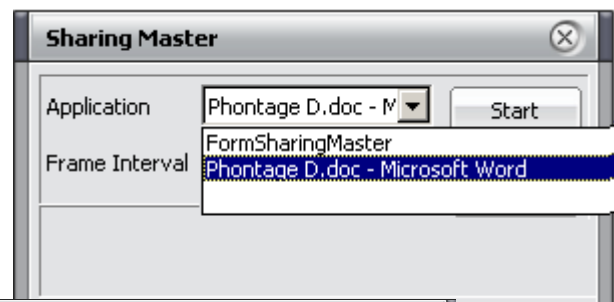 Sharing Master
Application
Phontage D.doc - M
Start
FormSharingMaster
Frame Interval
Phontage D.doc - Microsoft Word